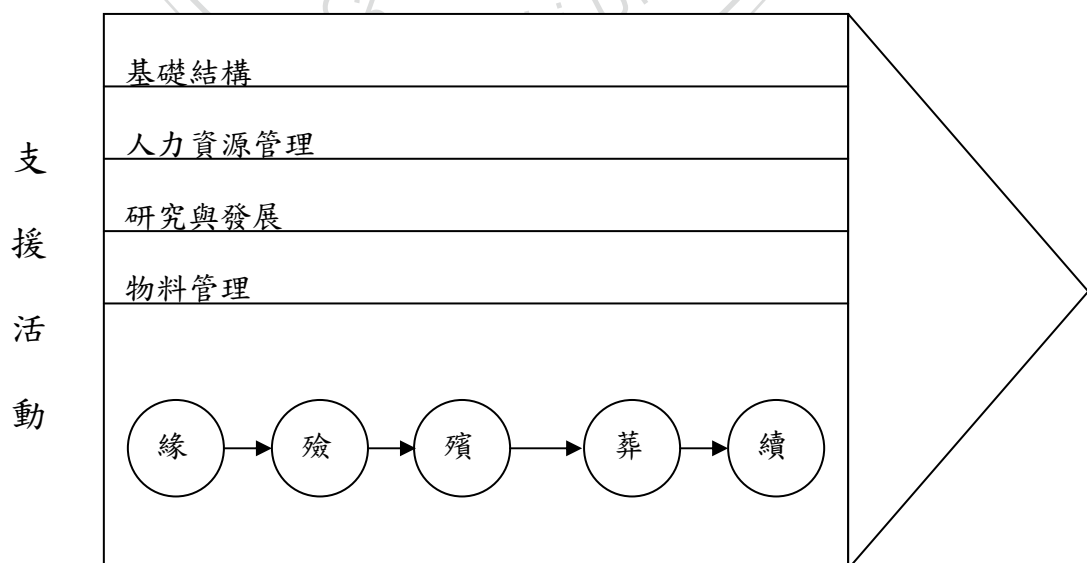 基礎結構
人力資源管理
研究與發展
物料管理
支援活動
緣 殮 殯 葬 續